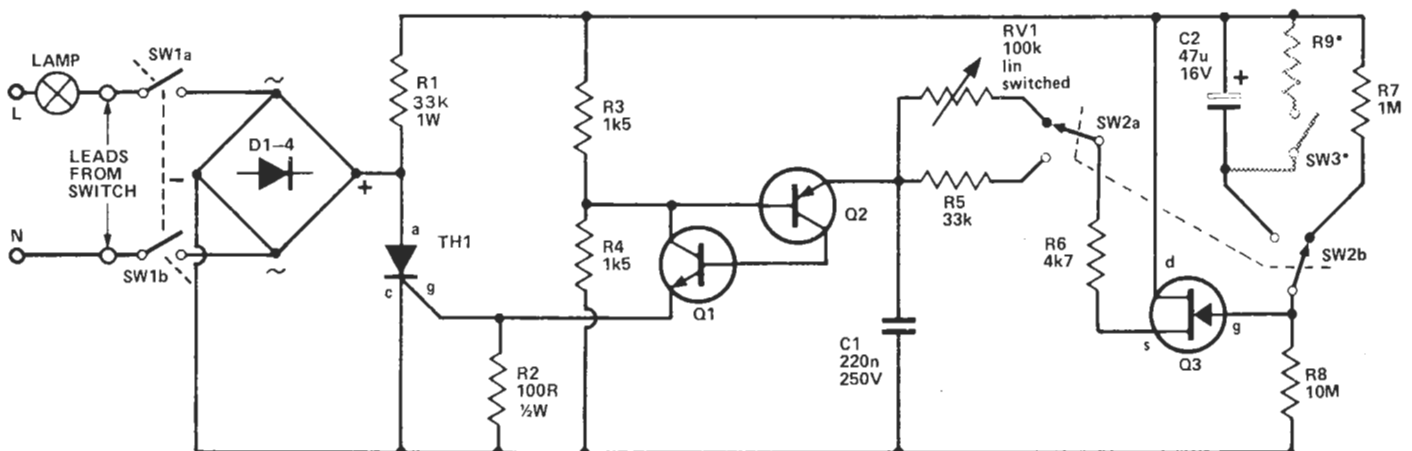 LAMP
L
SW1a
LEADS
FROM
SWITCH
N
SW1b
~
D1–4
–
+
~
R1
33k
1W
a
TH1
c
g
R2
100R
½W
R3
1k5
R4
1k5
Q1
Q2
RV1
100k
lin
switched
R5
33k
C1
220n
250V
SW2a
R6
4k7
d
s
g
Q3
C2
47u
16V
+
R9*
SW3*
R7
1M
SW2b
R8
10M